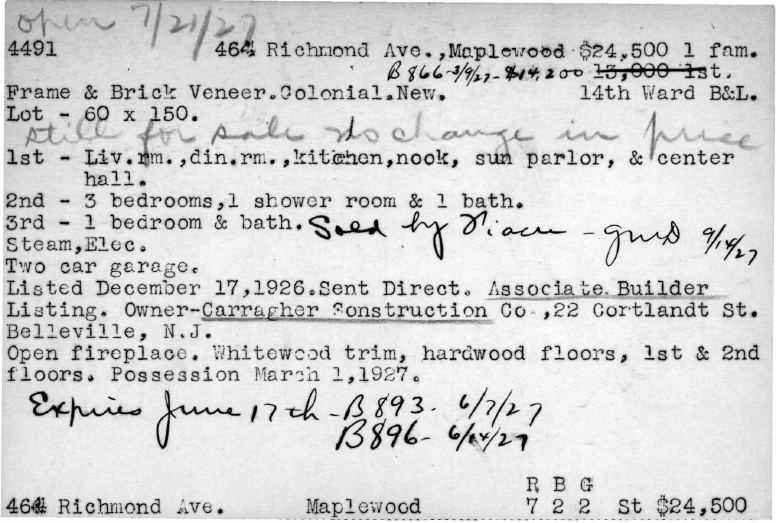 open 7/21/27
4491 464 Richmond Ave.,Maplewood $24,500 1 fam.
B866-3/9/27-$14,200 13,000 1st.
Frame & Brick Veneer.Colonial.New. 14th Ward B&L.
Lot - 60 x 150.
still for sale no change in price
1st - Liv.rm.,din.rm.,kitchen,nook, sun parlor, & center
hall.
2nd - 3 bedrooms,1 shower room & 1 bath.
3rd - 1 bedroom & bath. Sold by - 9/14/27
Steam,Elec.
Two car garage.
Listed December 17,1926.Sent Direct. Associate Builder
Listing. Owner-Carragher Construction Co.,22 Cortlandt St.
Belleville, N.J.
Open fireplace. Whitewood trim, hardwood floors, 1st & 2nd
floors. Possession March 1,1927.
Expires June 17th - B893- 6/7/27
B896- 6/14/27
R B G
464 Richmond Ave. Maplewood 7 2 2 St $24,500